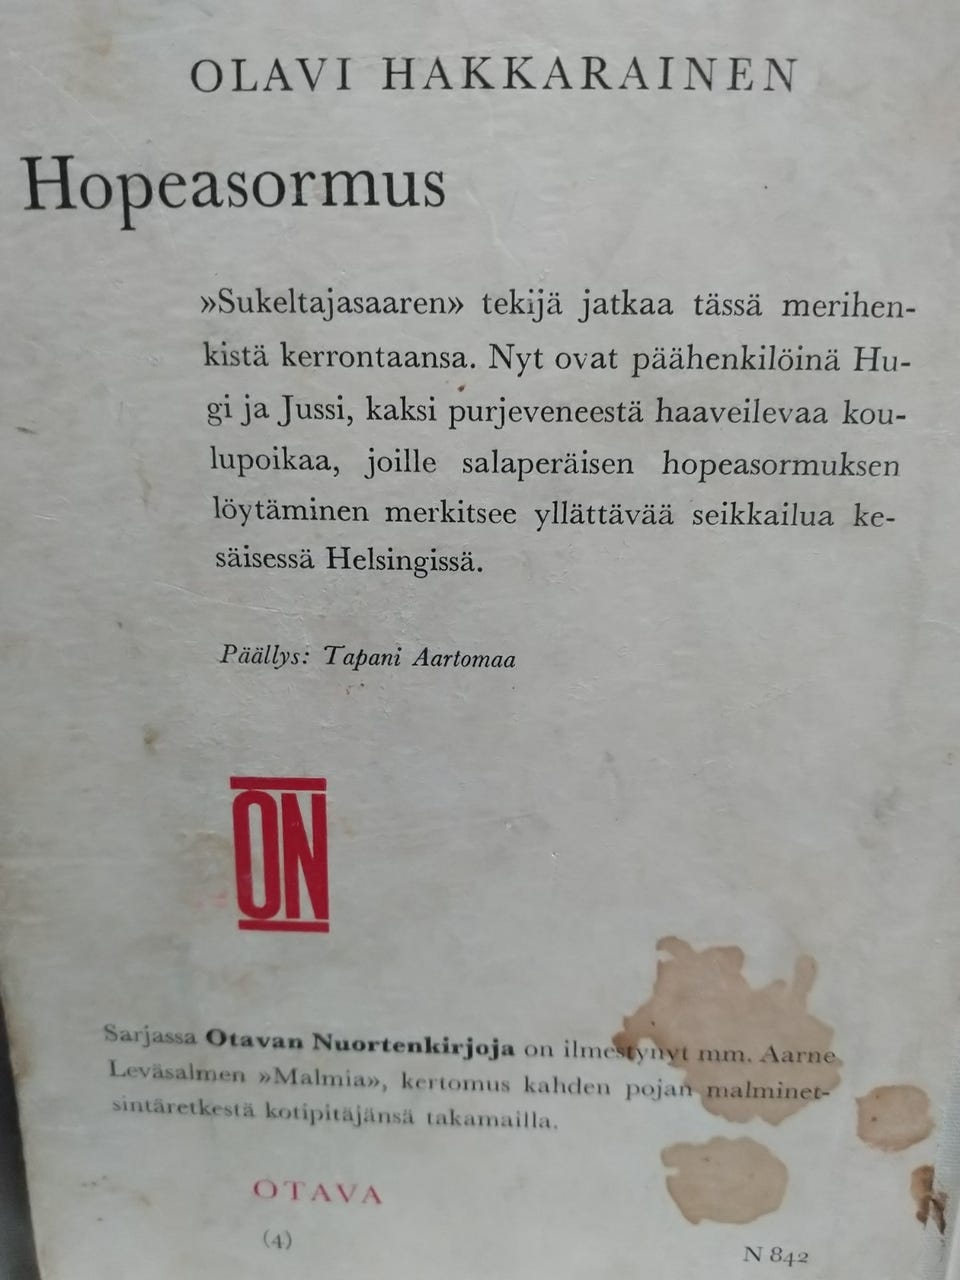 OLAVI HAKKARAINEN
Hopeasormus
»Sukeltajasaaren» tekijä jatkaa tässä merihen-
kistä kerrontaansa. Nyt ovat päähenkilöinä Hu-
gi ja Jussi, kaksi purjeveneestä haaveilevaa kou-
lupoikaa, joille salaperäisen hopeasormuksen
löytäminen merkitsee yllättävää seikkailua ke-
säisessä Helsingissä.
Päällys: Tapani Aartomaa
ON
Sarjassa Otavan Nuortenkirjoja on ilmestynyt mm. Aarne
Leväsalmen »Malmia», kertomus kahden pojan malminet-
sintäretkestä kotipitäjänsä takamailla.
OTAVA
(4)
N 842